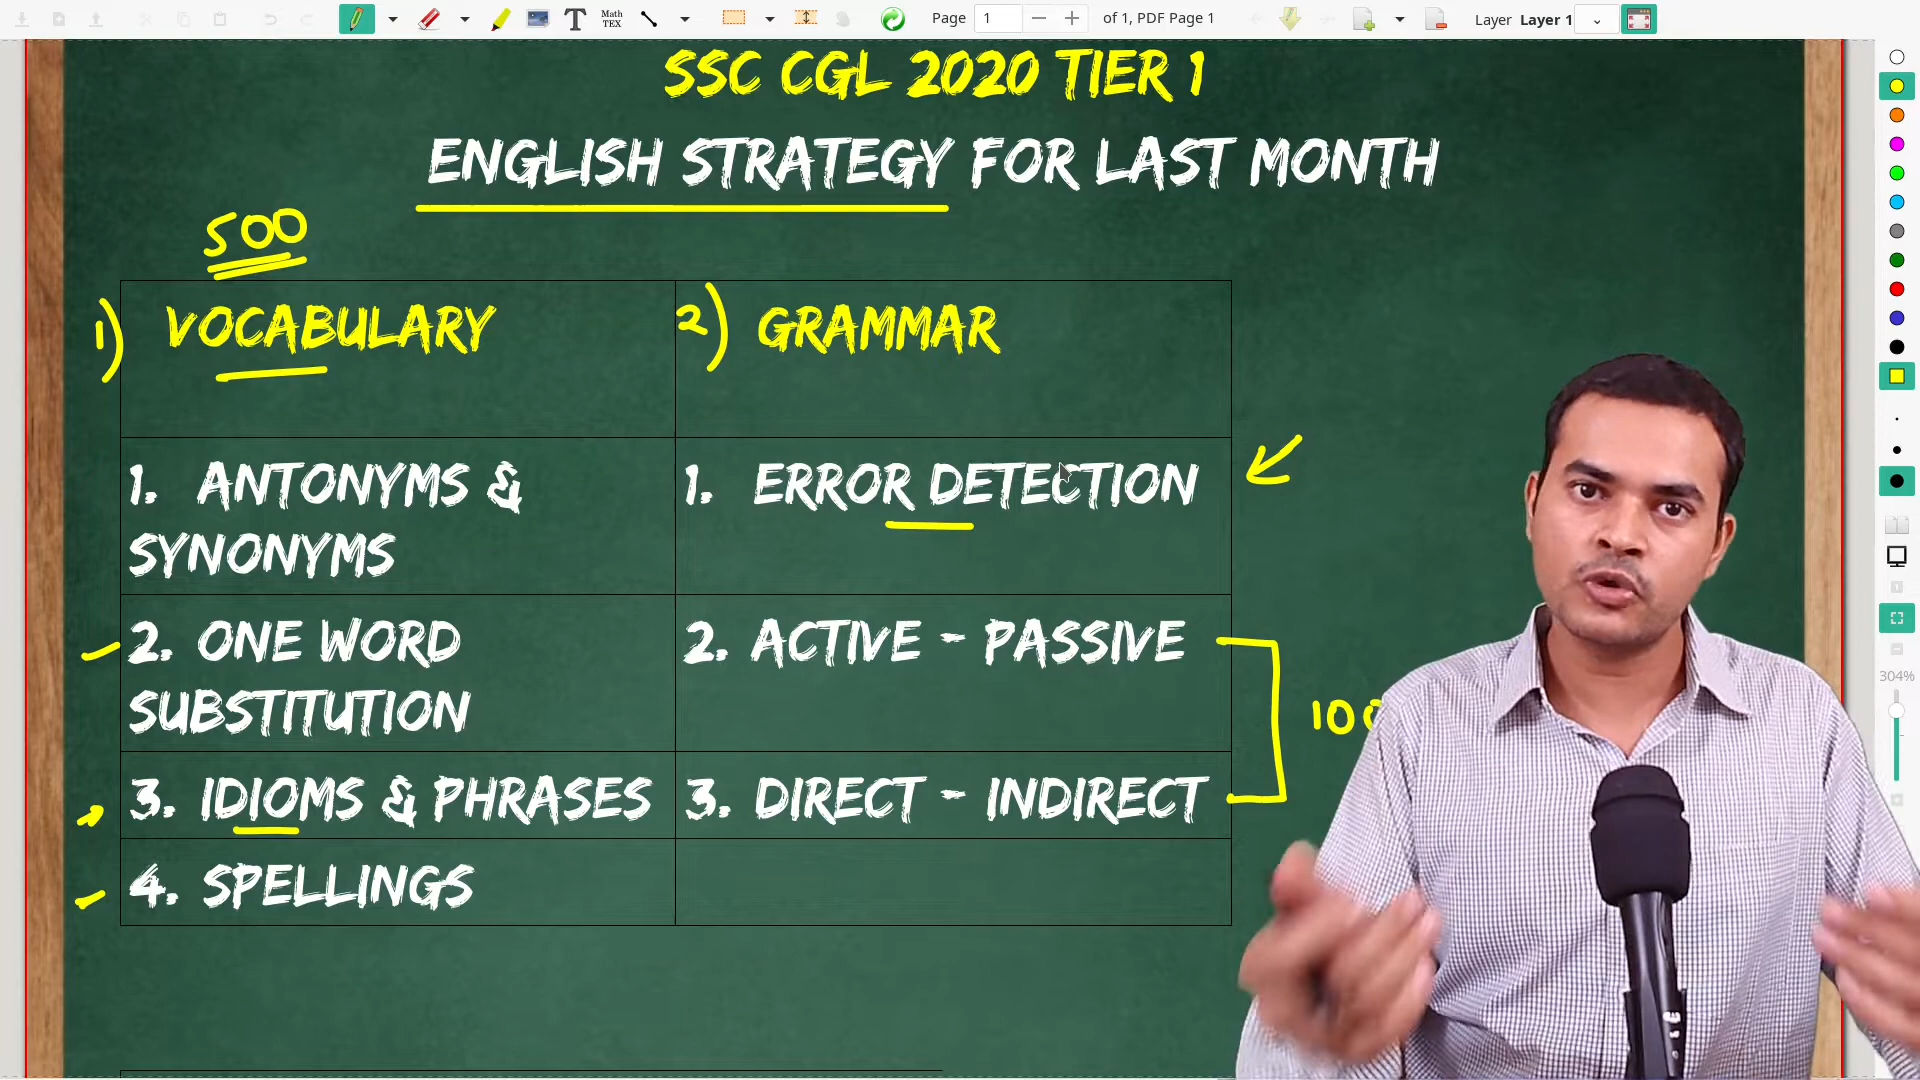 Math
TEX
Page 1 of 1, PDF Page 1
Layer Layer 1
SSC CGL 2020 TIER 1
ENGLISH STRATEGY FOR LAST MONTH
500
1) VOCABULARY
2) GRAMMAR
1. ANTONYMS &
SYNONYMS
1. ERROR DETECTION
2. ONE WORD
SUBSTITUTION
2. ACTIVE - PASSIVE
3. IDIOMS & PHRASES
3. DIRECT - INDIRECT
4. SPELLINGS
304%